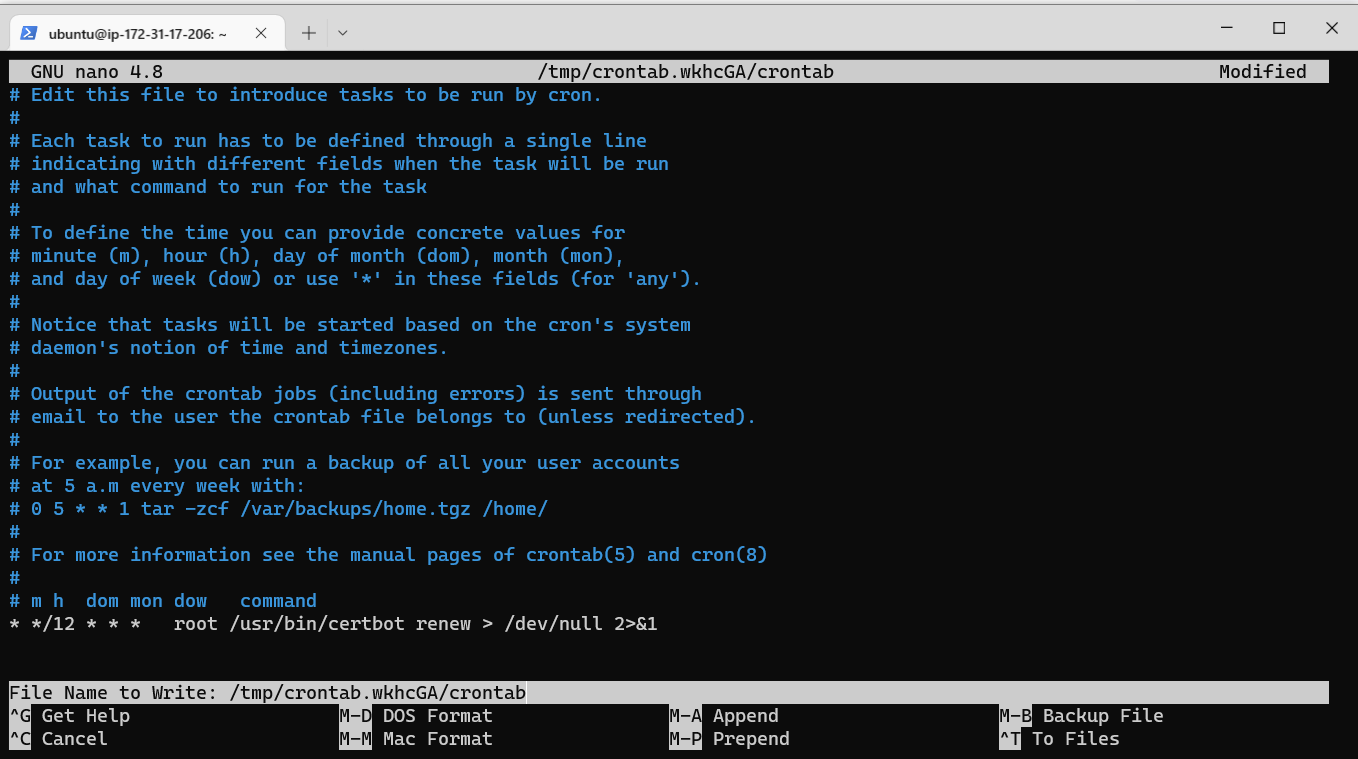 ubuntu@ip-172-31-17-206: ~
GNU nano 4.8 /tmp/crontab.wkhcGA/crontab Modified
# Edit this file to introduce tasks to be run by cron.
#
# Each task to run has to be defined through a single line
# indicating with different fields when the task will be run
# and what command to run for the task
#
# To define the time you can provide concrete values for
# minute (m), hour (h), day of month (dom), month (mon),
# and day of week (dow) or use '*' in these fields (for 'any').
#
# Notice that tasks will be started based on the cron's system
# daemon's notion of time and timezones.
#
# Output of the crontab jobs (including errors) is sent through
# email to the user the crontab file belongs to (unless redirected).
#
# For example, you can run a backup of all your user accounts
# at 5 a.m every week with:
# 0 5 * * 1 tar -zcf /var/backups/home.tgz /home/
#
# For more information see the manual pages of crontab(5) and cron(8)
#
# m h  dom mon dow   command
* */12 * * *   root /usr/bin/certbot renew > /dev/null 2>&1
File Name to Write: /tmp/crontab.wkhcGA/crontab
^G Get Help M-D DOS Format M-A Append M-B Backup File
^C Cancel M-M Mac Format M-P Prepend ^T To Files